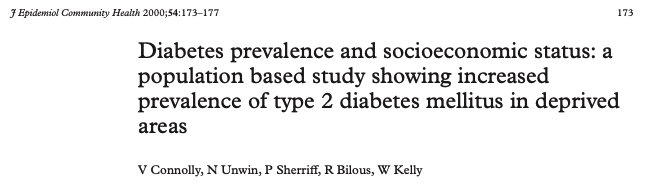 J Epidemiol Community Health 2000;54:173–177 173
Diabetes prevalence and socioeconomic status: a
population based study showing increased
prevalence of type 2 diabetes mellitus in deprived
areas
V Connolly, N Unwin, P Sherriff, R Bilous, W Kelly